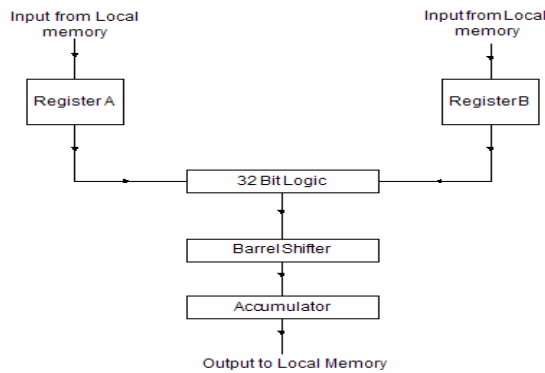 Input from Local
memory
Input from Local
memory
Register A
Register B
32 Bit Logic
Barrel Shifter
Accumulator
Output to Local Memory